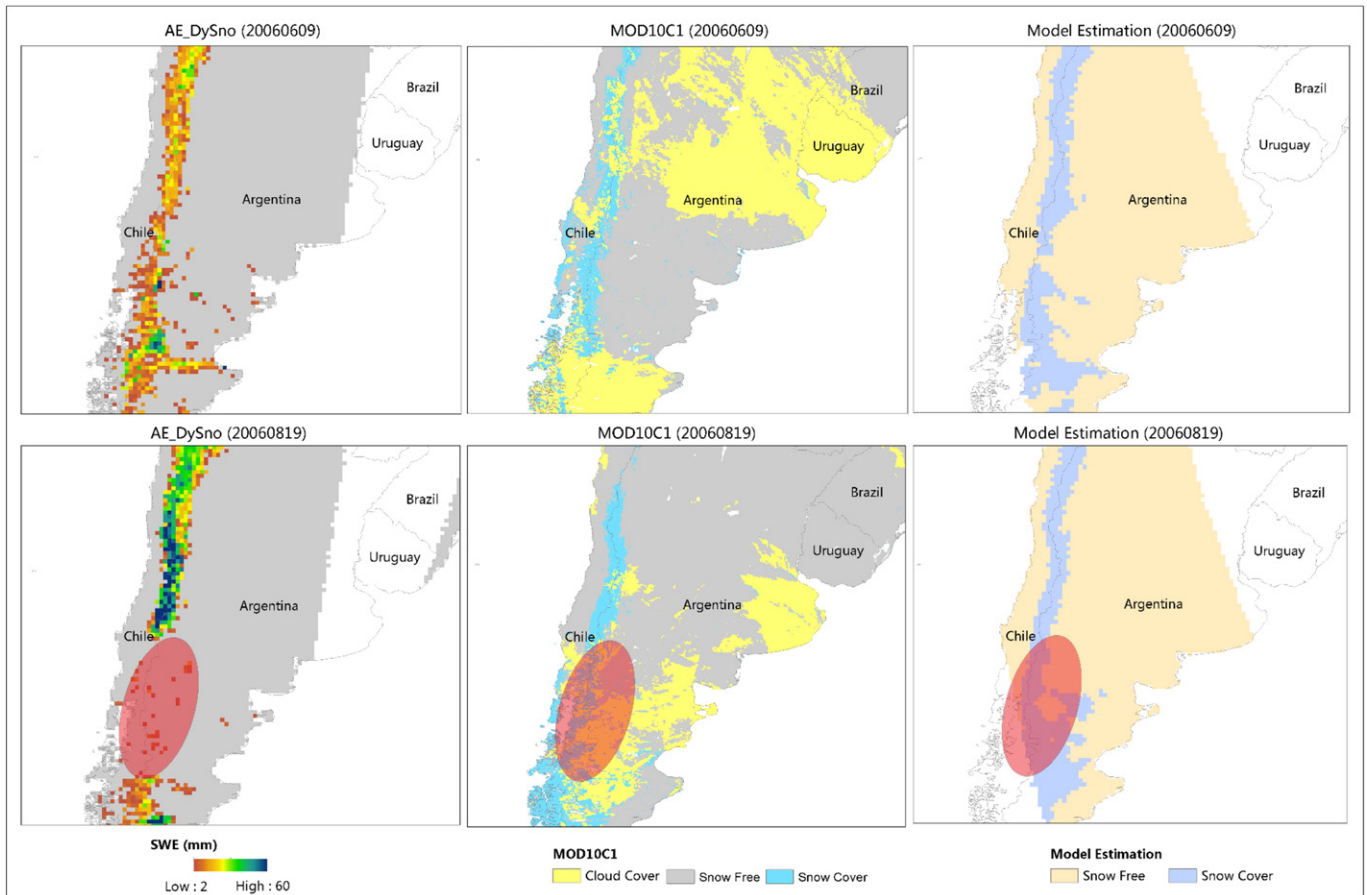 AE_DySno (20060609)
MOD10C1 (20060609)
Model Estimation (20060609)
Brazil
Uruguay
Argentina
Chile
Brazil
Uruguay
Argentina
Chile
Brazil
Uruguay
Argentina
Chile
AE_DySno (20060819)
MOD10C1 (20060819)
Model Estimation (20060819)
Brazil
Uruguay
Argentina
Chile
Brazil
Uruguay
Argentina
Chile
Brazil
Uruguay
Argentina
Chile
SWE (mm)
Low : 2 High : 60
MOD10C1
Cloud Cover Snow Free Snow Cover
Model Estimation
Snow Free Snow Cover